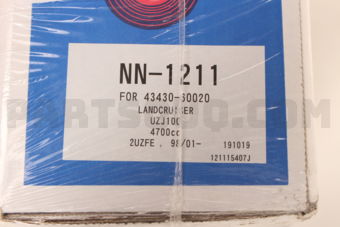 NN-1211
FOR 43430-60020
LANDCRUISER
UZJ100
4700cc
2UZFE . 98/01- 191019
121115407J